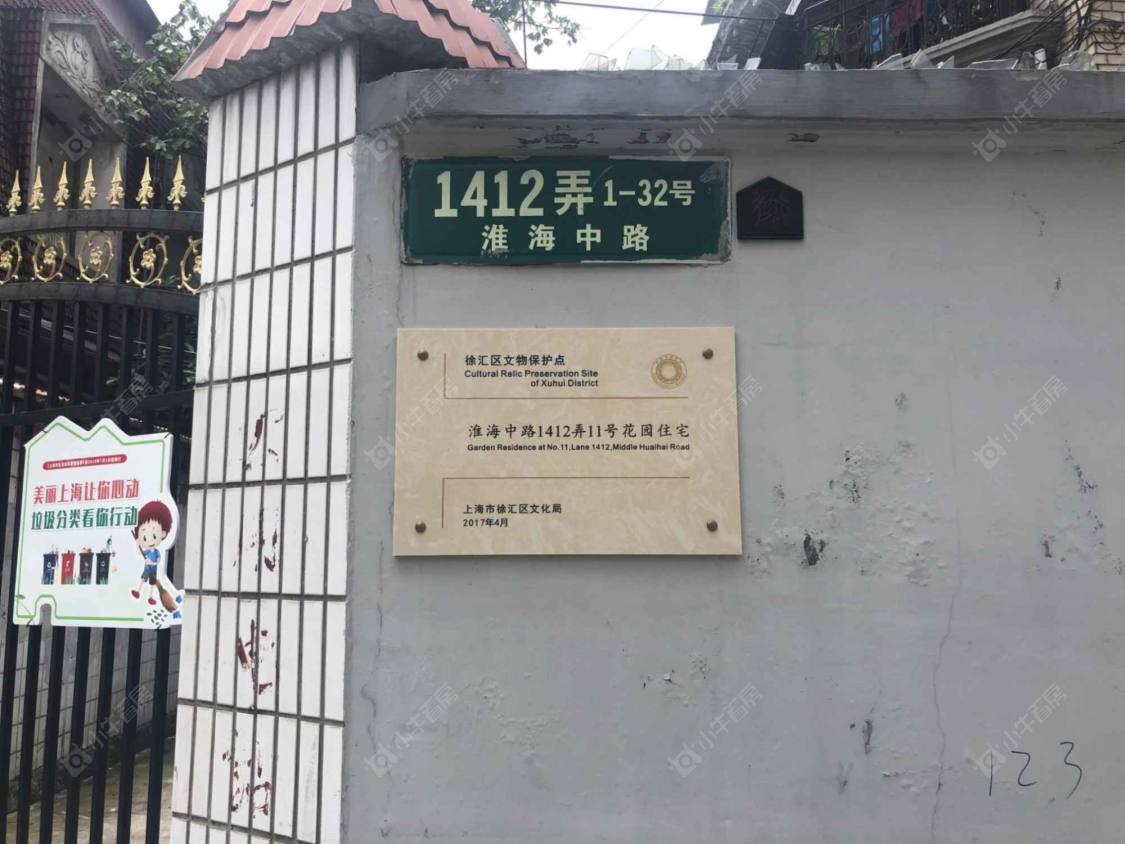 1412弄 1-32号
淮海中路
徐汇区文物保护点
Cultural Relic Preservation Site
of Xuhui District
淮海中路1412弄11号花园住宅
Garden Residence at No.11,Lane 1412,Middle Huaihai Road
上海市徐汇区文化局
2017年4月
美丽上海让你心动
垃圾分类看你行动
123
小牛看房